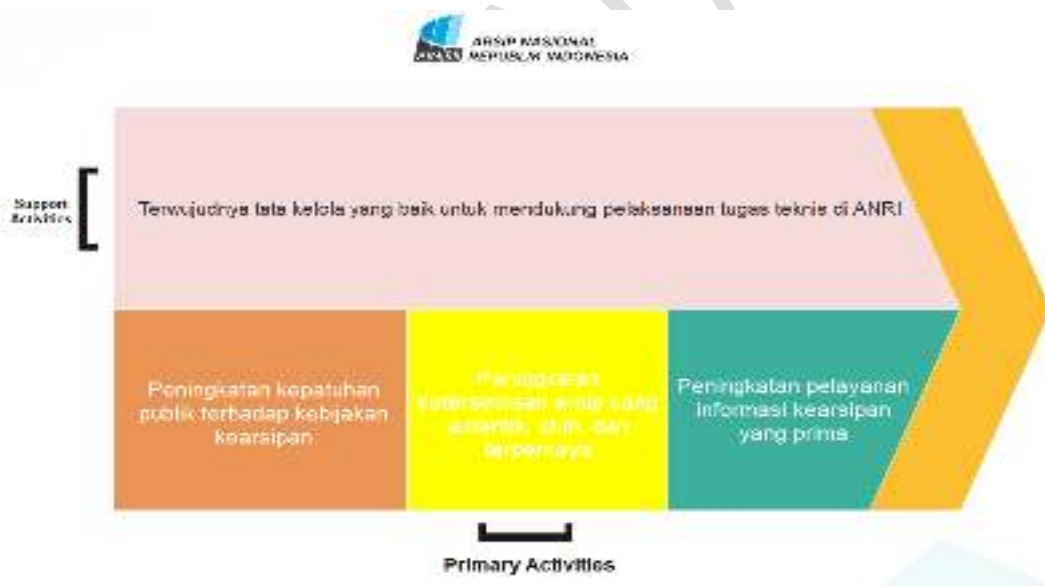 ARSIP NASIONAL
REPUBLIK INDONESIA
Support
Activities
Terwujudnya tata kelola yang baik untuk mendukung pelaksanaan tugas teknis di ANRI
Peningkatan kepatuhan
publik terhadap kebijakan
kearsipan
Peningkatan
ketersediaan arsip yang
autentik, utuh, dan
terpercaya
Peningkatan pelayanan
informasi kearsipan
yang prima
Primary Activities